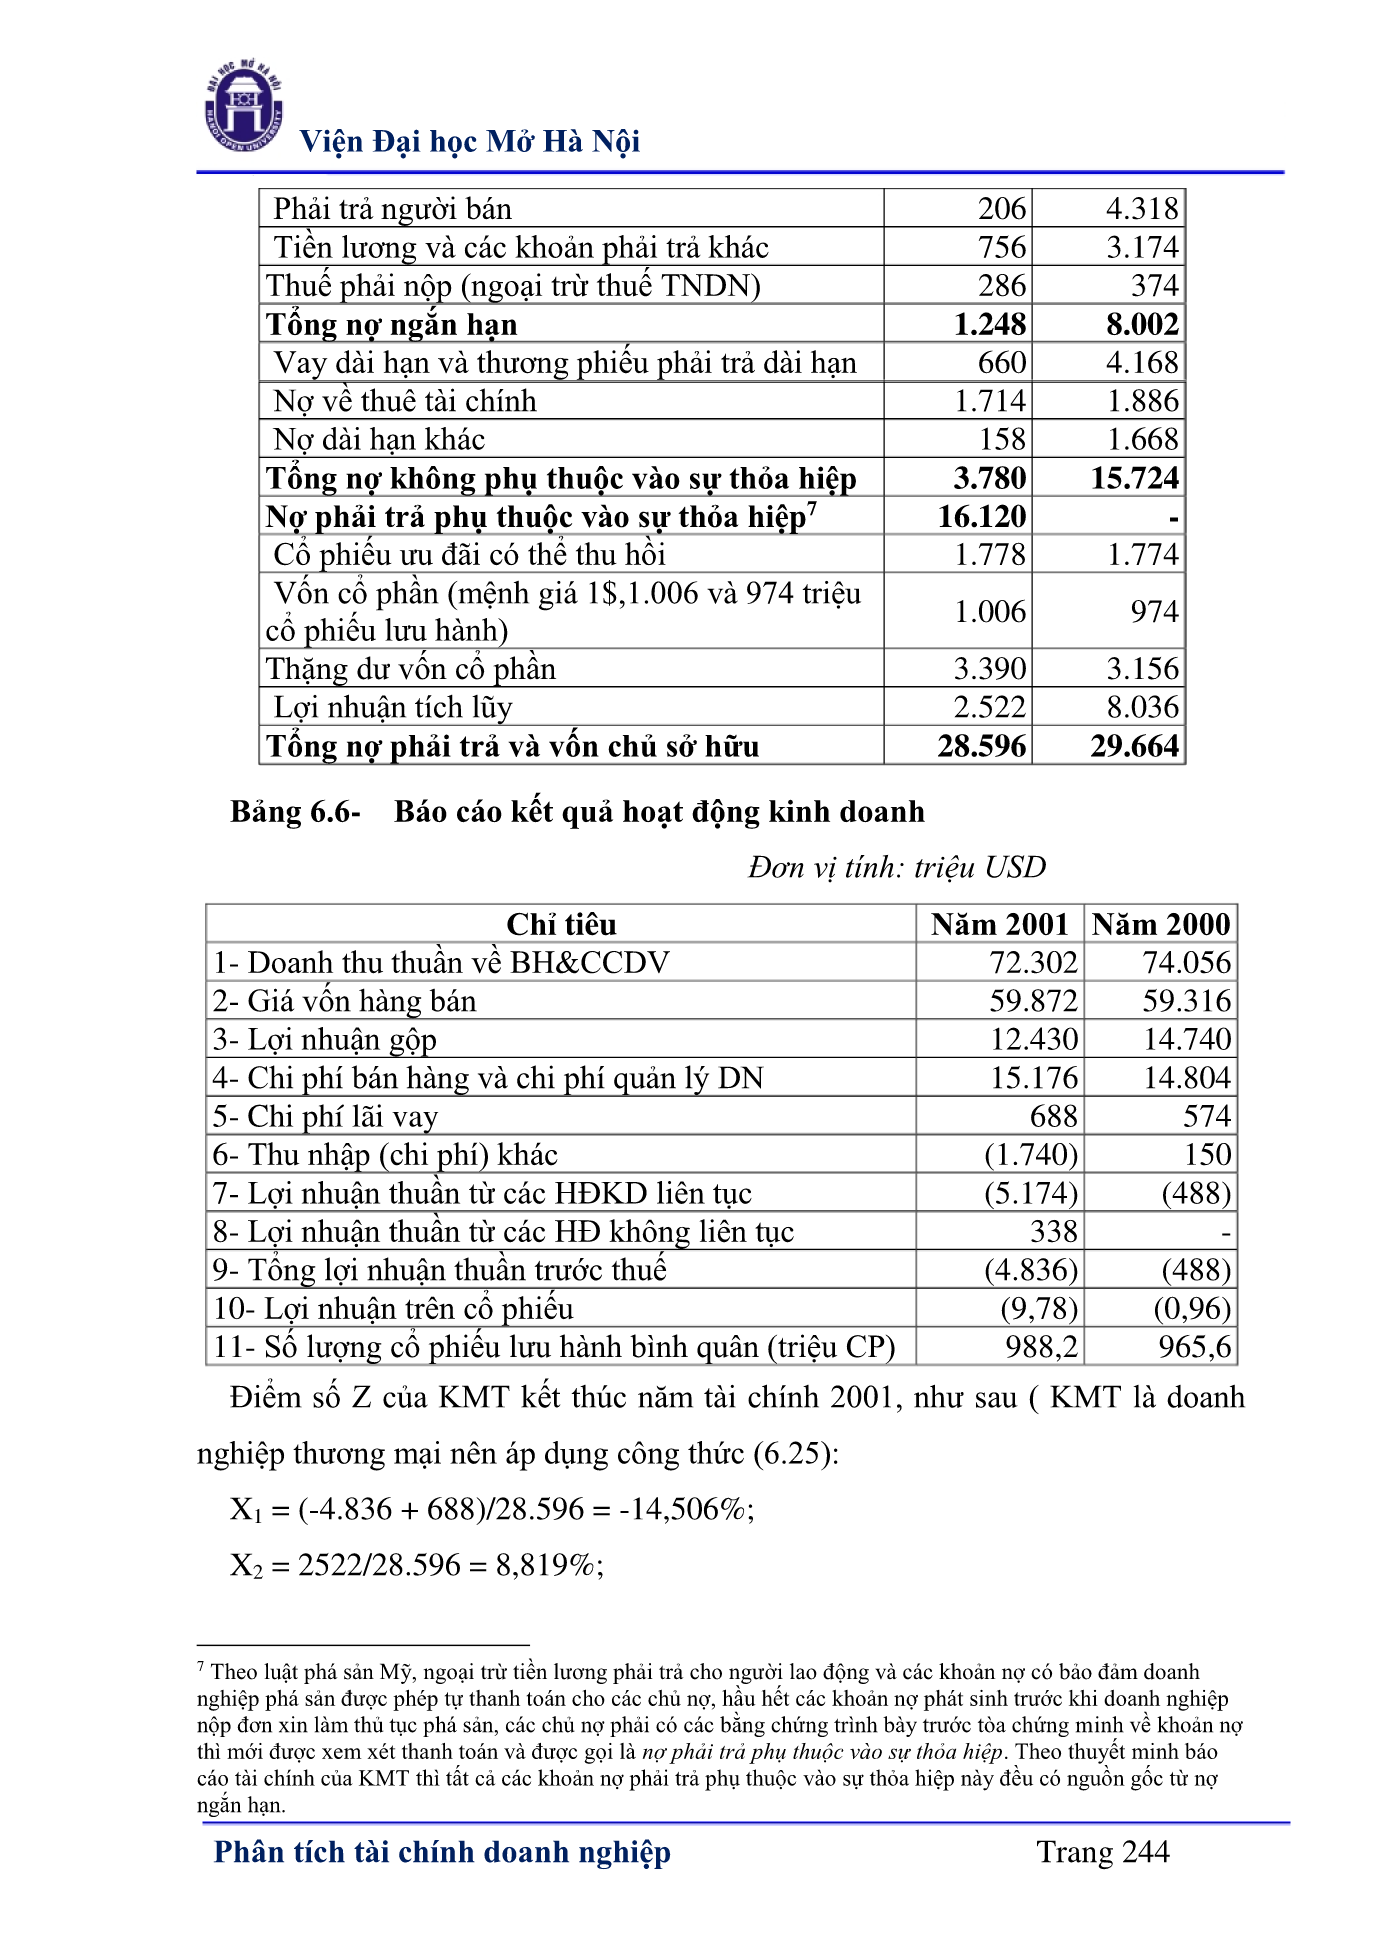 ĐẠI HỌC MỞ HÀ NỘI
HANOI OPEN UNIVERSITY
Viện Đại học Mở Hà Nội
Phải trả người bán 206 4.318
Tiền lương và các khoản phải trả khác 756 3.174
Thuế phải nộp (ngoại trừ thuế TNDN) 286 374
Tổng nợ ngắn hạn 1.248 8.002
Vay dài hạn và thương phiếu phải trả dài hạn 660 4.168
Nợ về thuê tài chính 1.714 1.886
Nợ dài hạn khác 158 1.668
Tổng nợ không phụ thuộc vào sự thỏa hiệp 3.780 15.724
Nợ phải trả phụ thuộc vào sự thỏa hiệp7 16.120 -
Cổ phiếu ưu đãi có thể thu hồi 1.778 1.774
Vốn cổ phần (mệnh giá 1$,1.006 và 974 triệu
cổ phiếu lưu hành) 1.006 974
Thặng dư vốn cổ phần 3.390 3.156
Lợi nhuận tích lũy 2.522 8.036
Tổng nợ phải trả và vốn chủ sở hữu 28.596 29.664
Bảng 6.6- Báo cáo kết quả hoạt động kinh doanh
Đơn vị tính: triệu USD
Chỉ tiêu Năm 2001 Năm 2000
1- Doanh thu thuần về BH&CCDV 72.302 74.056
2- Giá vốn hàng bán 59.872 59.316
3- Lợi nhuận gộp 12.430 14.740
4- Chi phí bán hàng và chi phí quản lý DN 15.176 14.804
5- Chi phí lãi vay 688 574
6- Thu nhập (chi phí) khác (1.740) 150
7- Lợi nhuận thuần từ các HĐKD liên tục (5.174) (488)
8- Lợi nhuận thuần từ các HĐ không liên tục 338 -
9- Tổng lợi nhuận thuần trước thuế (4.836) (488)
10- Lợi nhuận trên cổ phiếu (9,78) (0,96)
11- Số lượng cổ phiếu lưu hành bình quân (triệu CP) 988,2 965,6
Điểm số Z của KMT kết thúc năm tài chính 2001, như sau ( KMT là doanh
nghiệp thương mại nên áp dụng công thức (6.25):
X1 = (-4.836 + 688)/28.596 = -14,506%;
X2 = 2522/28.596 = 8,819%;
7 Theo luật phá sản Mỹ, ngoại trừ tiền lương phải trả cho người lao động và các khoản nợ có bảo đảm doanh
nghiệp phá sản được phép tự thanh toán cho các chủ nợ, hầu hết các khoản nợ phát sinh trước khi doanh nghiệp
nộp đơn xin làm thủ tục phá sản, các chủ nợ phải có các bằng chứng trình bày trước tòa chứng minh về khoản nợ
thì mới được xem xét thanh toán và được gọi là nợ phải trả phụ thuộc vào sự thỏa hiệp. Theo thuyết minh báo
cáo tài chính của KMT thì tất cả các khoản nợ phải trả phụ thuộc vào sự thỏa hiệp này đều có nguồn gốc từ nợ
ngắn hạn.
Phân tích tài chính doanh nghiệp Trang 244